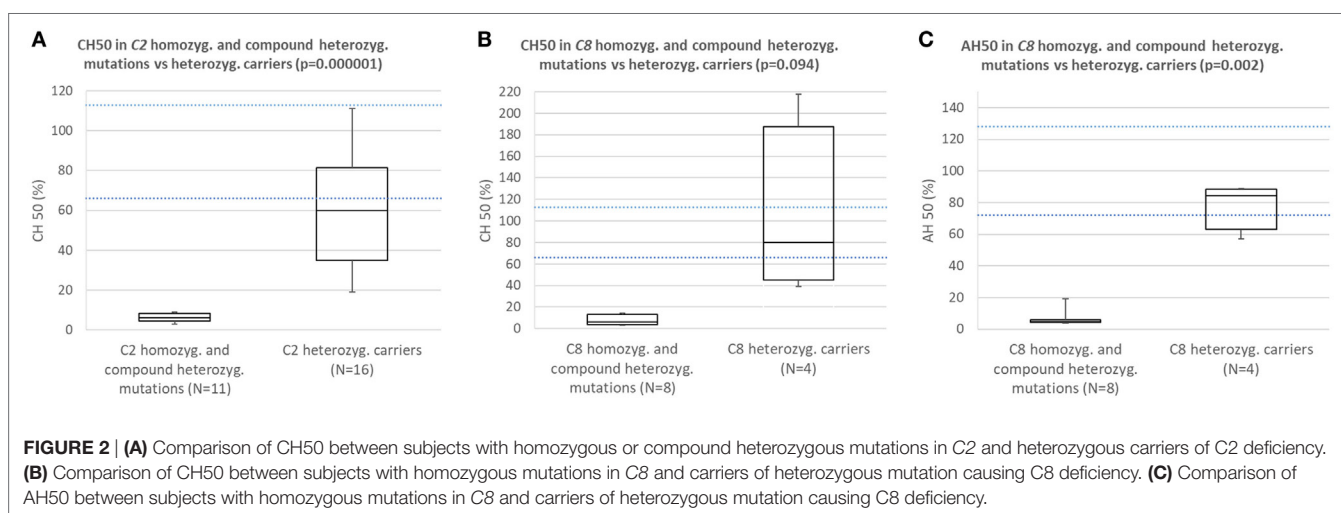 A
CH50 in C2 homozyg. and compound heterozyg.
mutations vs heterozyg. carriers (p=0.000001)
CH 50 (%)
120
100
80
60
40
20
0
C2 homozyg. and
compound heterozyg.
mutations (N=11)
C2 heterozyg. carriers
(N=16)
B
CH50 in C8 homozyg. and compound heterozyg.
mutations vs heterozyg. carriers (p=0.094)
CH 50 (%)
220
200
180
160
140
120
100
80
60
40
20
0
C8 homozyg. and
compound heterozyg.
mutations (N=8)
C8 heterozyg. carriers
(N=4)
C
AH50 in C8 homozyg. and compound heterozyg.
mutations vs heterozyg. carriers (p=0.002)
AH 50 (%)
140
120
100
80
60
40
20
0
C8 homozyg. and
compound heterozyg.
mutations (N=8)
C8 heterozyg. carriers
(N=4)
FIGURE 2 | (A) Comparison of CH50 between subjects with homozygous or compound heterozygous mutations in C2 and heterozygous carriers of C2 deficiency.
(B) Comparison of CH50 between subjects with homozygous mutations in C8 and carriers of heterozygous mutation causing C8 deficiency. (C) Comparison of
AH50 between subjects with homozygous mutations in C8 and carriers of heterozygous mutation causing C8 deficiency.